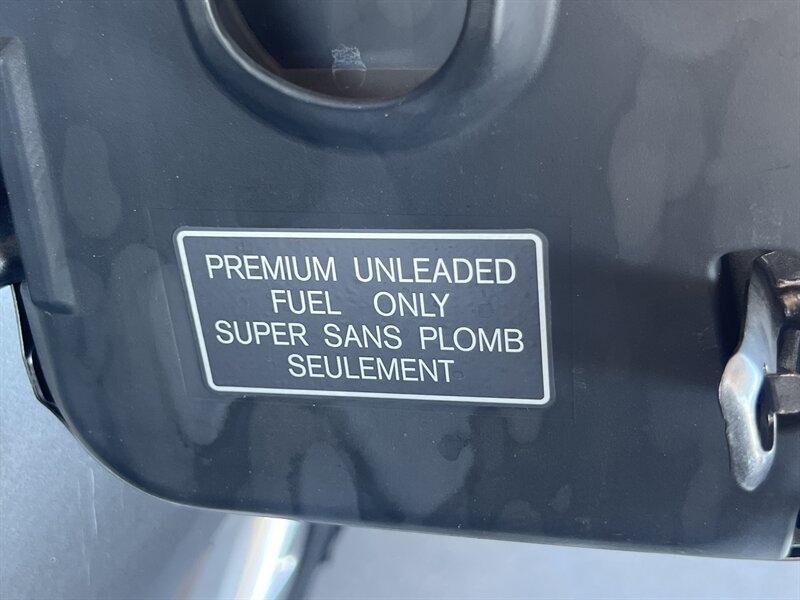 PREMIUM UNLEADED
FUEL ONLY
SUPER SANS PLOMB
SEULEMENT